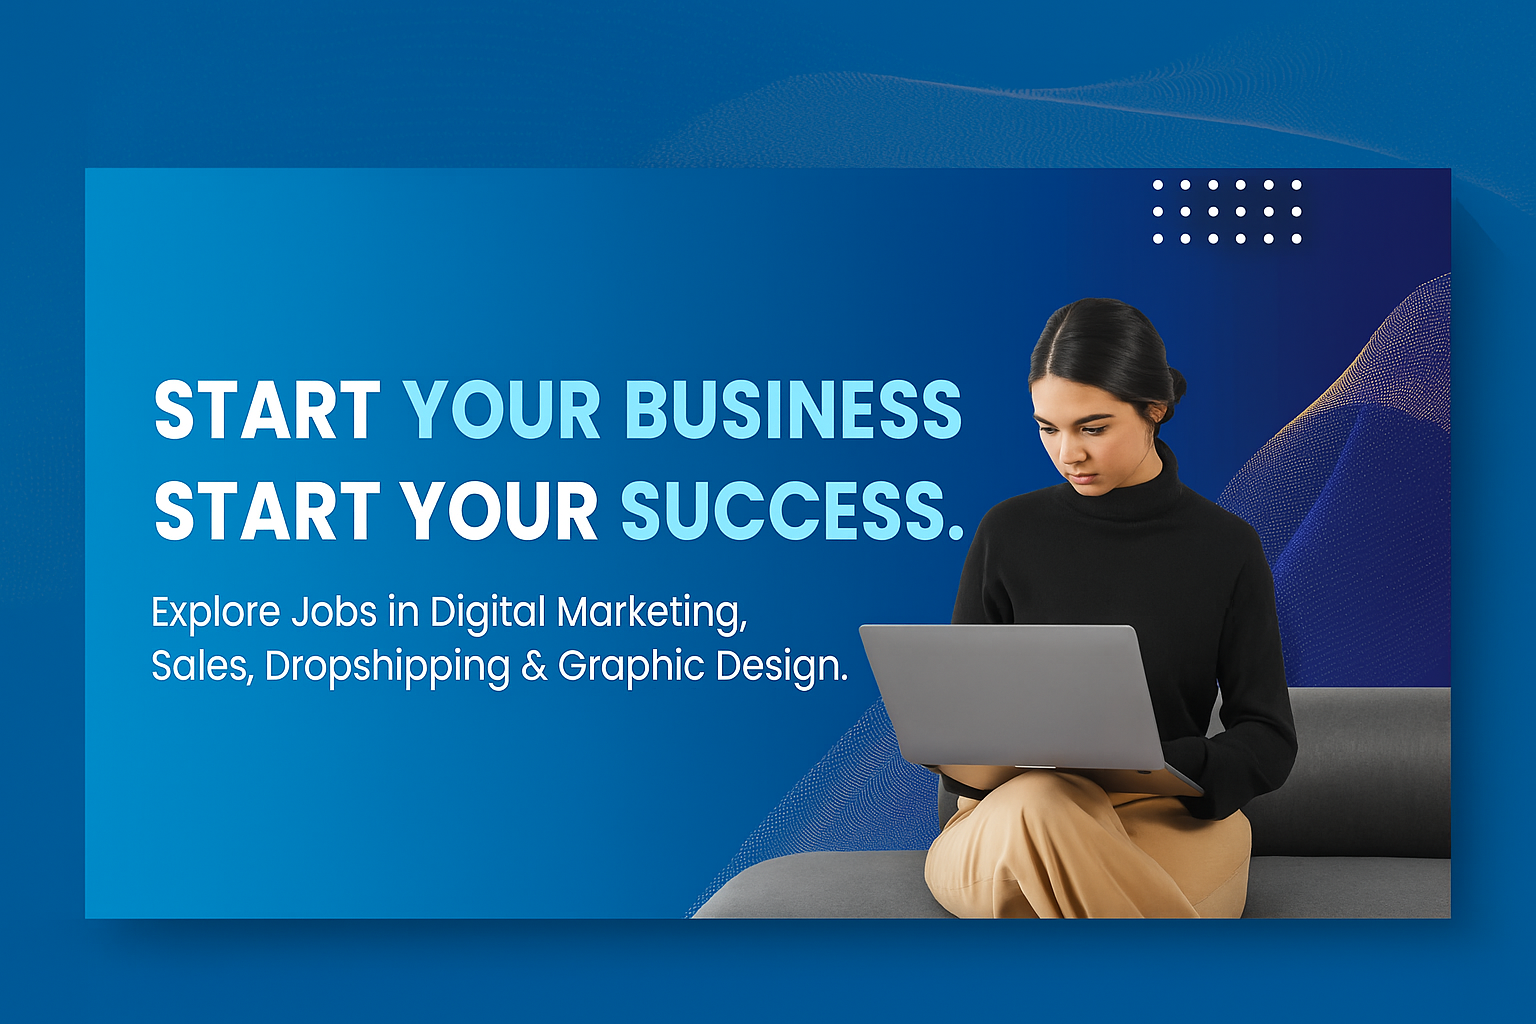 START YOUR BUSINESS
START YOUR SUCCESS.
Explore Jobs in Digital Marketing,
Sales, Dropshipping & Graphic Design.